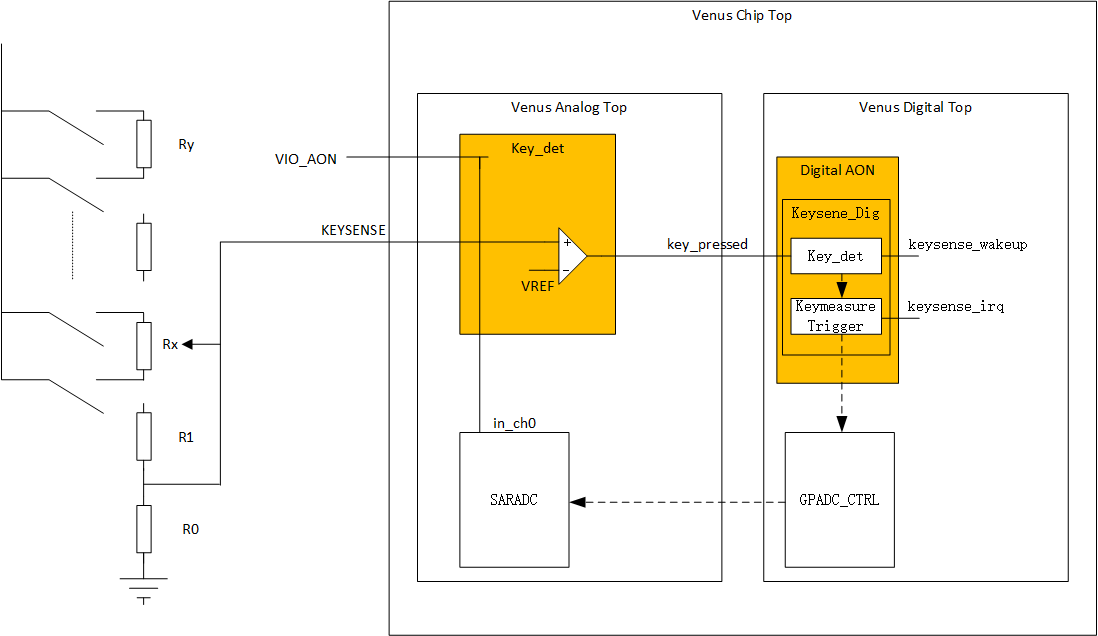 Venus Chip Top
Venus Analog Top
Venus Digital Top
Ry
VIO_AON
Key_det
Digital AON
Keysene_Dig
KEYSENSE
+
key_pressed
Key_det
keysense_wakeup
-
VREF
Keymeasure
Trigger
keysense_irq
Rx
in_ch0
R1
SARADC
GPADC_CTRL
R0